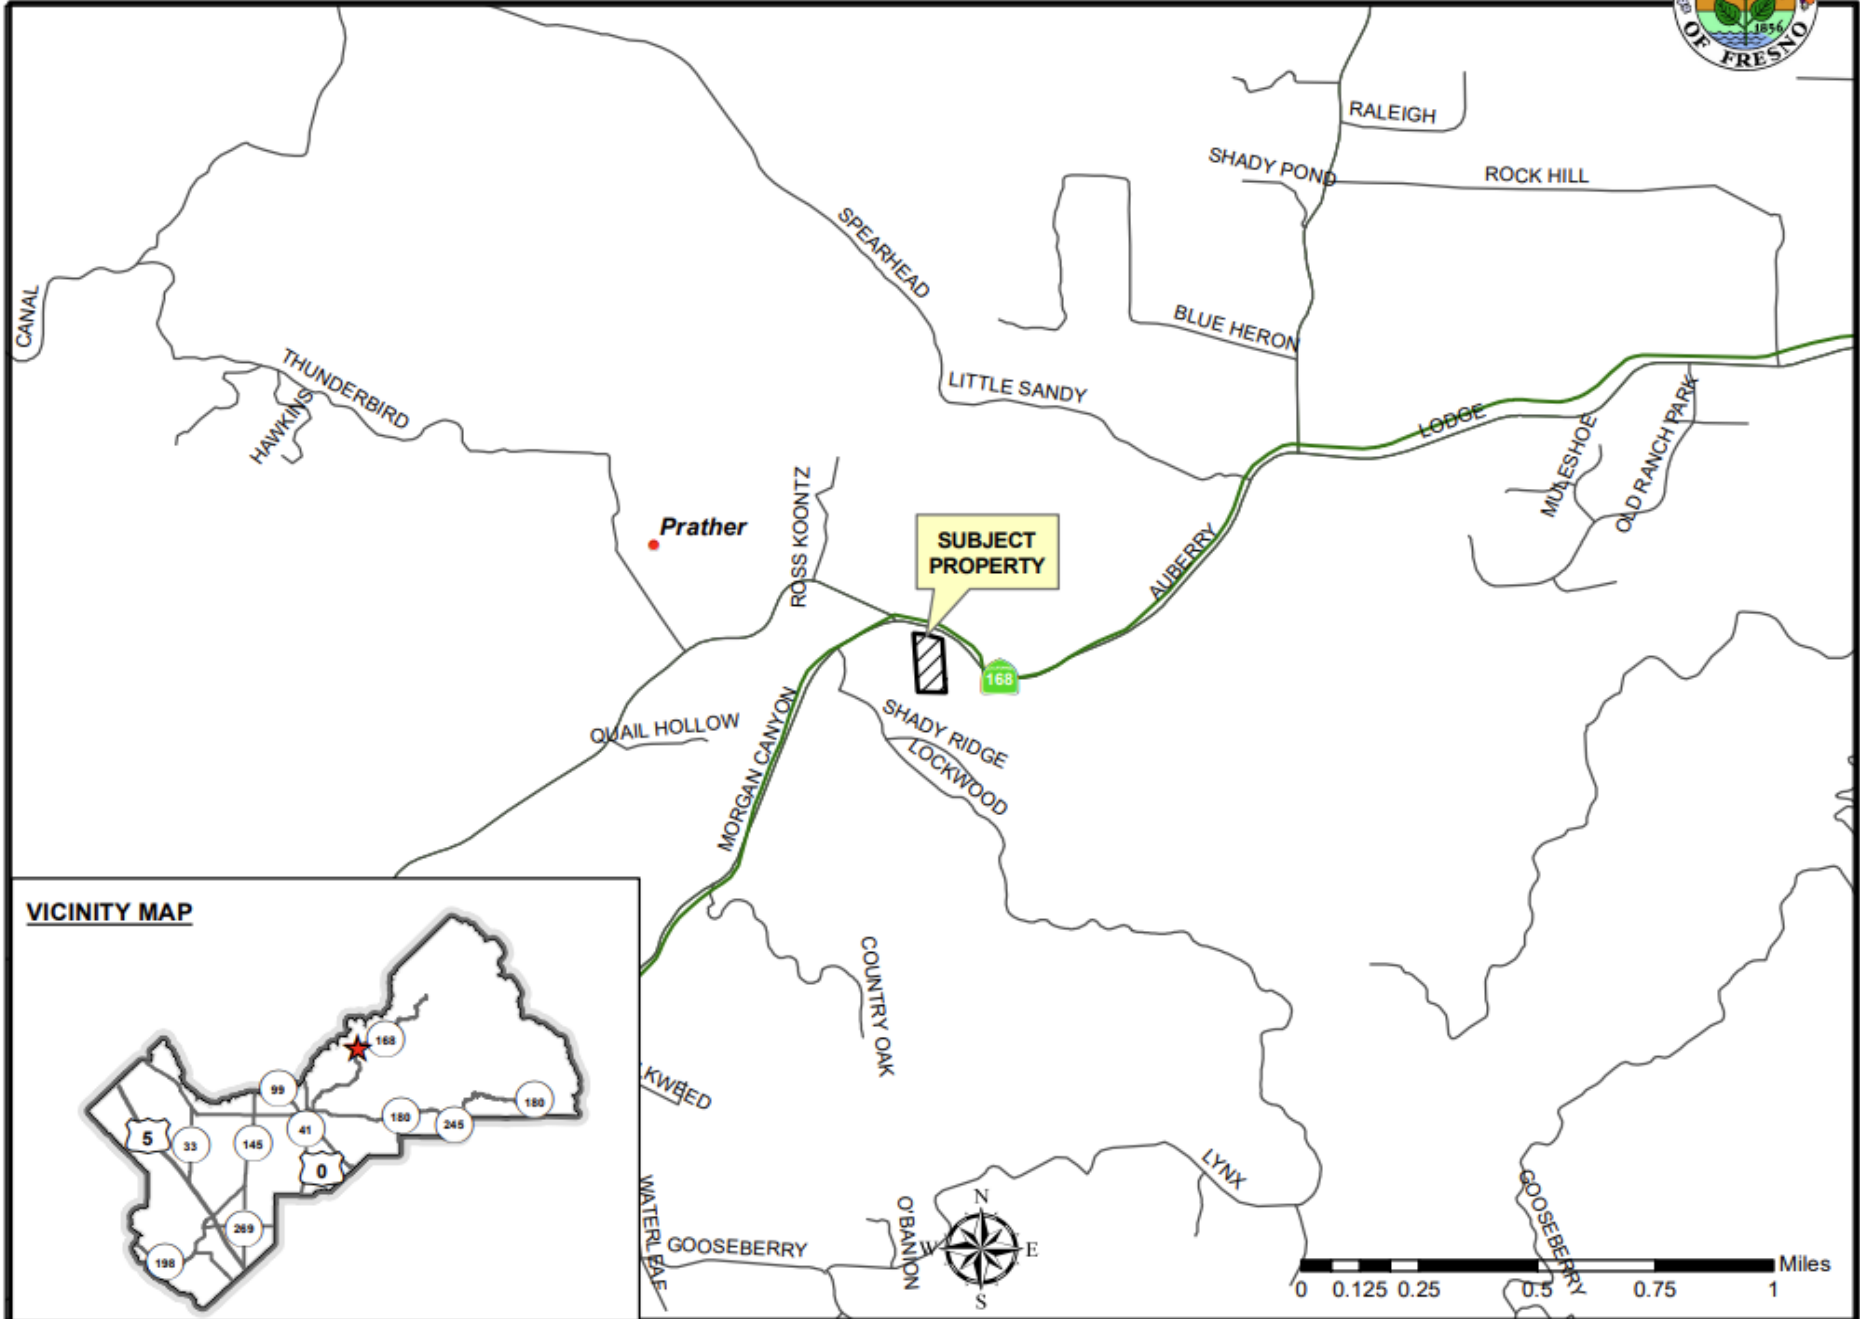 1856
OF FRESNO
RALEIGH
SHADY POND
ROCK HILL
SPEARHEAD
CANAL
BLUE HERON
THUNDERBIRD
LITTLE SANDY
HAWKINS
LODGE
MULESHOE
OLD RANCH PARK
ROSS KOONTZ
Prather
SUBJECT
PROPERTY
AUBERRY
168
QUAIL HOLLOW
MORGAN CANYON
SHADY RIDGE
LOCKWOOD
COUNTRY OAK
LKWEED
LYNX
WATERLEAF
GOOSEBERRY
O'BANION
GOOSEBERRY
N
W
E
S
Miles
0 0.125 0.25 0.5 0.75 1
VICINITY MAP
168
99
180
180
245
41
5
33
145
0
269
198